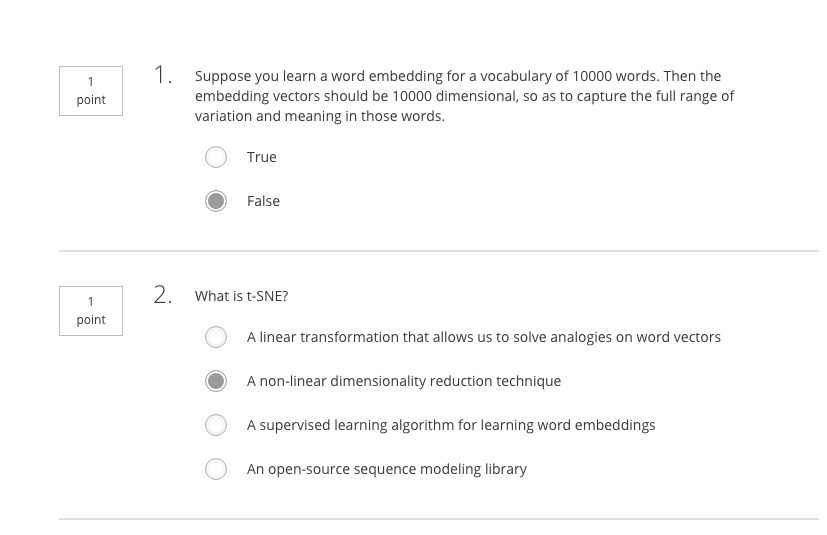 1
point
1.
Suppose you learn a word embedding for a vocabulary of 10000 words. Then the
embedding vectors should be 10000 dimensional, so as to capture the full range of
variation and meaning in those words.
True
False
1
point
2.
What is t-SNE?
A linear transformation that allows us to solve analogies on word vectors
A non-linear dimensionality reduction technique
A supervised learning algorithm for learning word embeddings
An open-source sequence modeling library